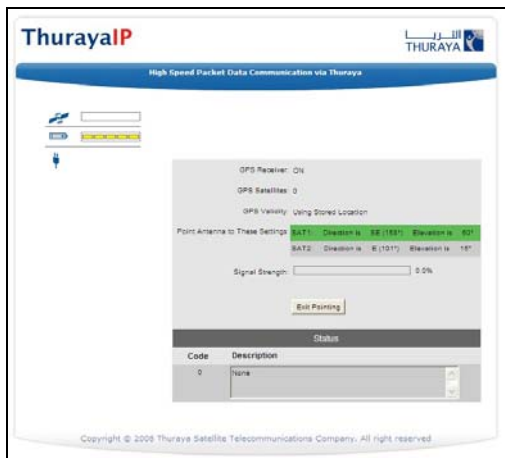 ThurayaIP
الثريا
THURAYA
High Speed Packet Data Communication via Thuraya
GPS Receiver: ON
GPS Satellites: 0
GPS Validity: Using Stored Location
Point Antenna to These Settings
SAT1: Direction is SE Elevation is 60°
SAT2: Direction is E (101°) Elevation is 15°
Signal Strength: 0.0%
Exit Pointing
Status
Code Description
0 None
Copyright © 2008 Thuraya Satellite Telecommunications Company. All right reserved